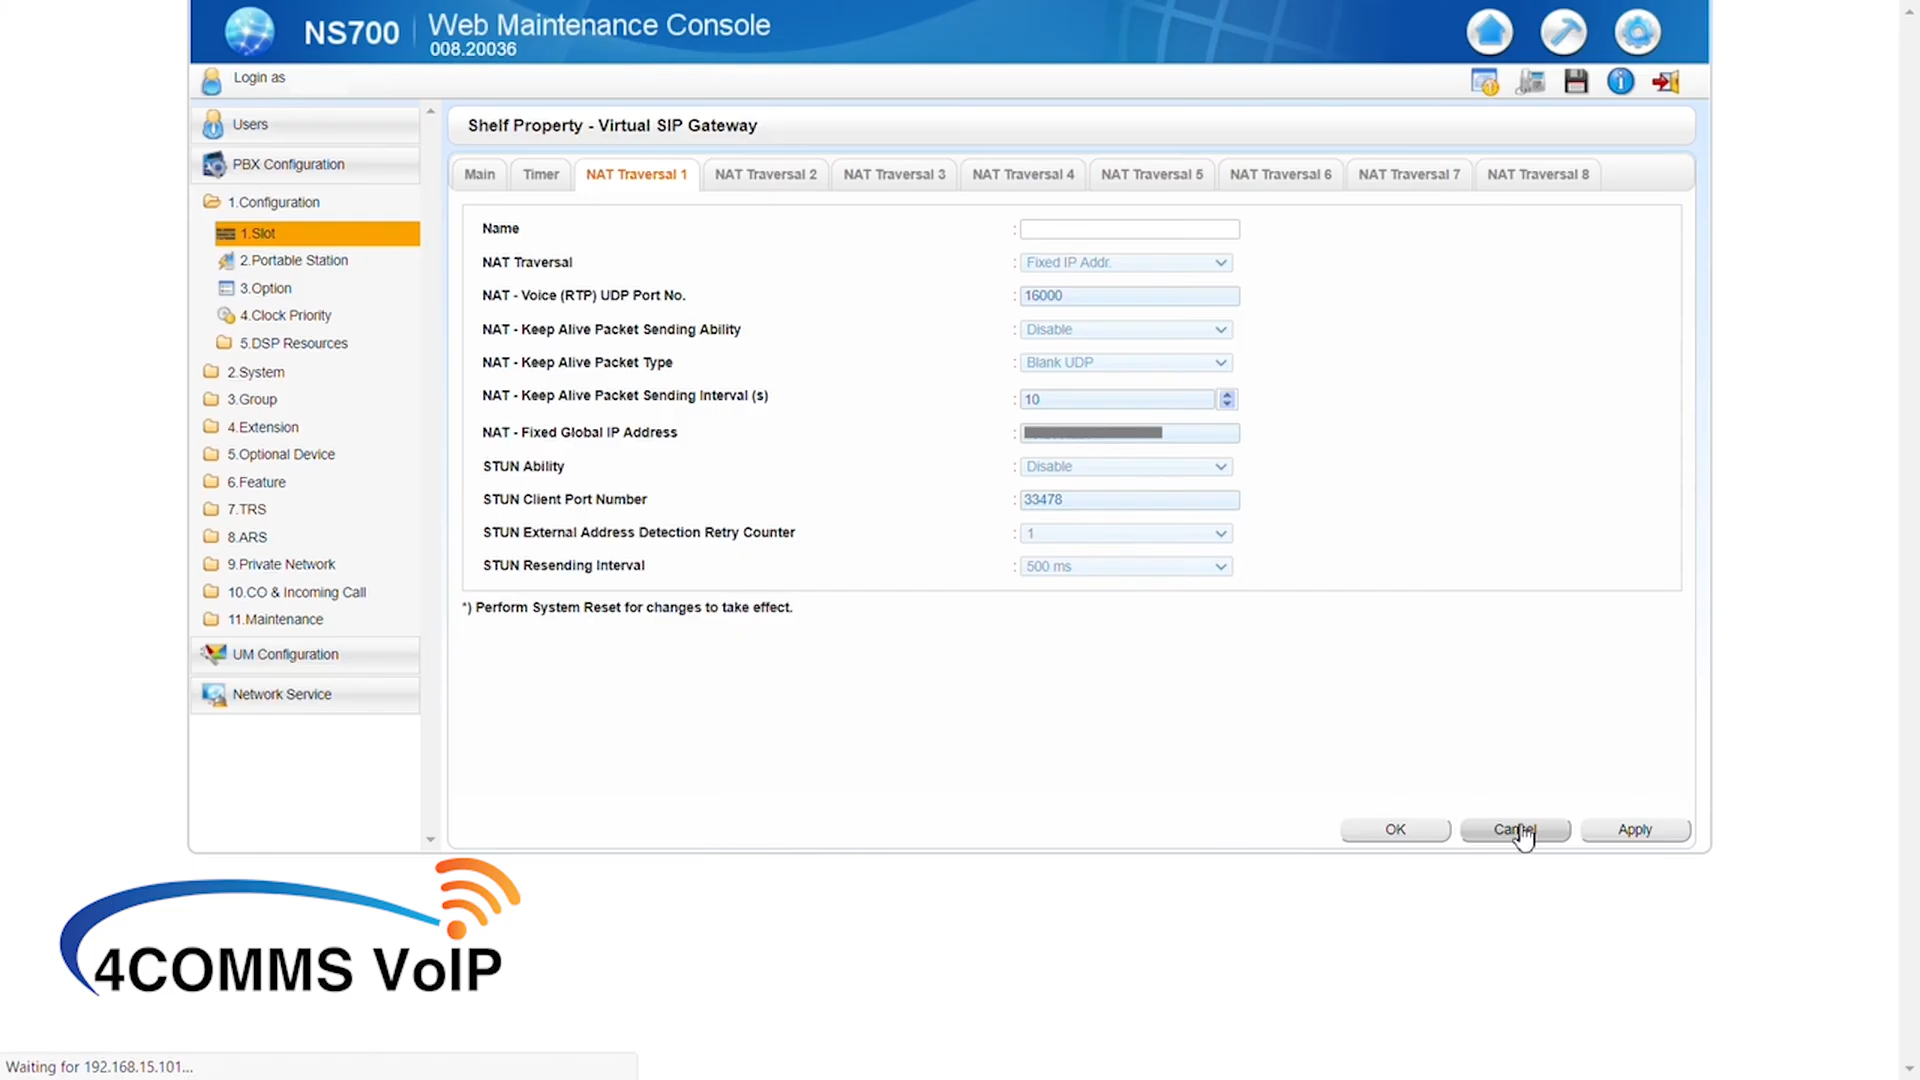 NS700
Web Maintenance Console
008.20036
Login as
Users
PBX Configuration
1.Configuration
1.Slot
2.Portable Station
3.Option
4.Clock Priority
5.DSP Resources
2.System
3.Group
4.Extension
5.Optional Device
6.Feature
7.TRS
8.ARS
9.Private Network
10.CO & Incoming Call
11.Maintenance
UM Configuration
Network Service
Shelf Property - Virtual SIP Gateway
Main Timer NAT Traversal 1 NAT Traversal 2 NAT Traversal 3 NAT Traversal 4 NAT Traversal 5 NAT Traversal 6 NAT Traversal 7 NAT Traversal 8
Name :
NAT Traversal : Fixed IP Addr.
NAT - Voice (RTP) UDP Port No. : 16000
NAT - Keep Alive Packet Sending Ability : Disable
NAT - Keep Alive Packet Type : Blank UDP
NAT - Keep Alive Packet Sending Interval (s) : 10
NAT - Fixed Global IP Address :
STUN Ability : Disable
STUN Client Port Number : 33478
STUN External Address Detection Retry Counter : 1
STUN Resending Interval : 500 ms
*) Perform System Reset for changes to take effect.
OK Cancel Apply
4COMMS VoIP
Waiting for 192.168.15.101...